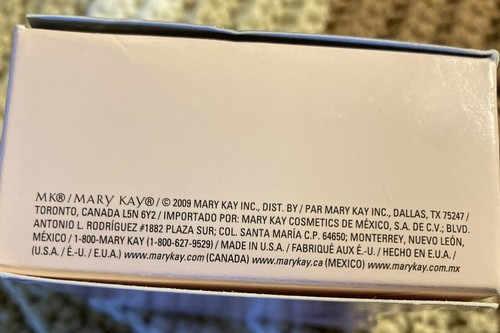 MK®/MARY KAY®/© 2009 MARY KAY INC., DIST. BY / PAR MARY KAY INC., DALLAS, TX 75247 /
TORONTO, CANADA L5N 6Y2 / IMPORTADO POR: MARY KAY COSMETICS DE MÉXICO, S.A. DE C.V.; BLVD.
ANTONIO L. RODRÍGUEZ #1882 PLAZA SUR; COL. SANTA MARÍA C.P. 64650; MONTERREY, NUEVO LEÓN,
MÉXICO / 1-800-MARY KAY (1-800-627-9529) / MADE IN U.S.A. / FABRIQUÉ AUX É.-U. / HECHO EN E.U.A. /
(U.S.A. / É.-U. / E.U.A.) www.marykay.com (CANADA) www.marykay.ca (MEXICO) www.marykay.com.mx